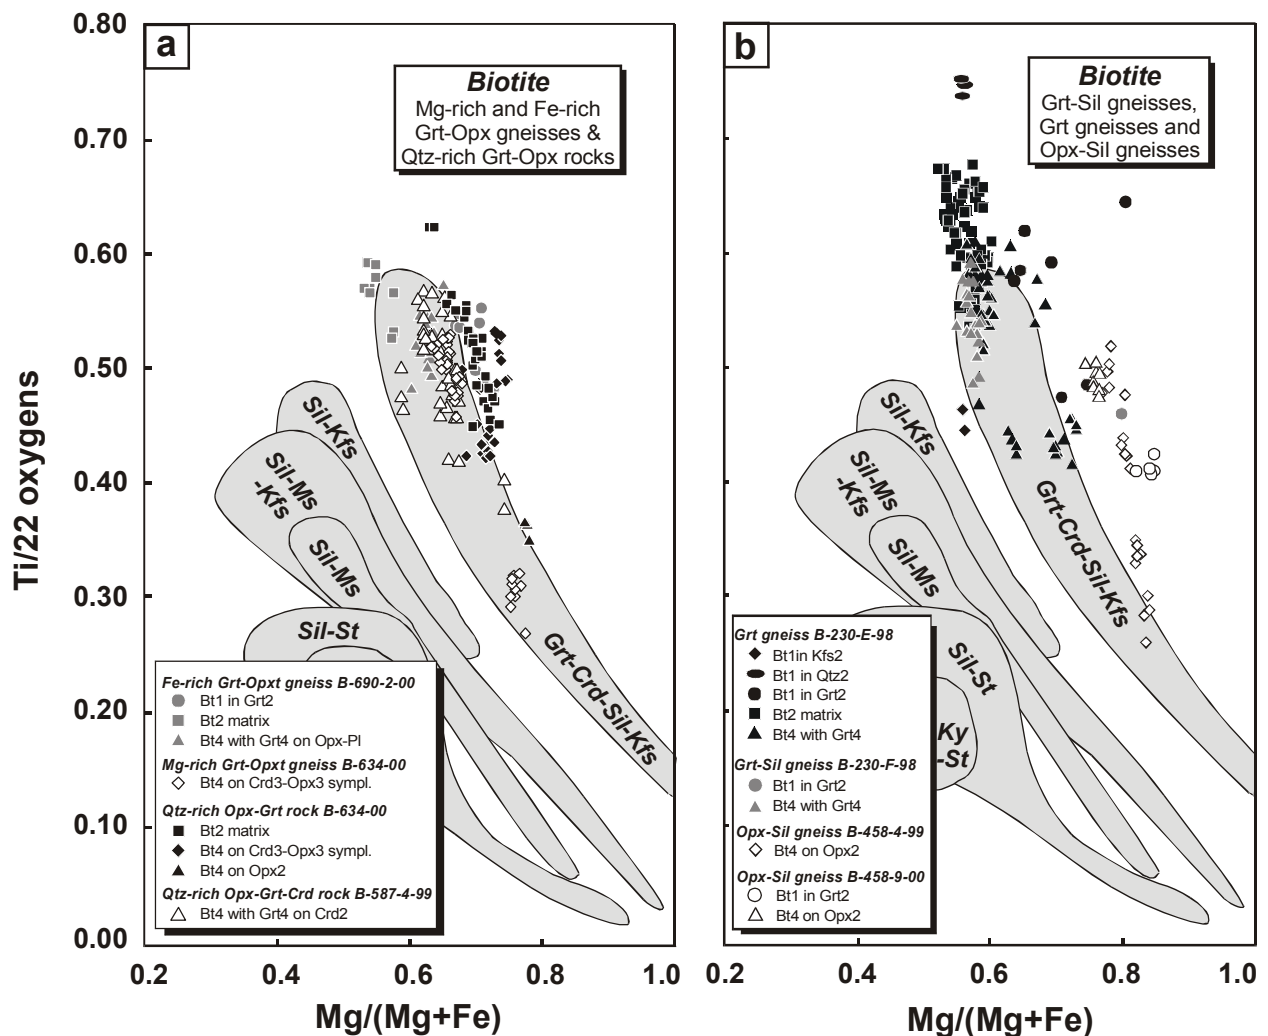 0.80
0.70
0.60
0.50
0.40
0.30
0.20
0.10
0.00
Ti/22 oxygens
a
Biotite
Mg-rich and Fe-rich
Grt-Opx gneisses &
Qtz-rich Grt-Opx rocks
Sil-Kfs
Sil-Ms
-Kfs
Sil-Ms
Sil-St
Grt-Crd-Sil-Kfs
Fe-rich Grt-Opxt gneiss B-690-2-00
Bt1 in Grt2
Bt2 matrix
Bt4 with Grt4 on Opx-Pl
Mg-rich Grt-Opxt gneiss B-634-00
Bt4 on Crd3-Opx3 sympl.
Qtz-rich Opx-Grt rock B-634-00
Bt2 matrix
Bt4 on Crd3-Opx3 sympl.
Bt4 on Opx2
Qtz-rich Opx-Grt-Crd rock B-587-4-99
Bt4 with Grt4 on Crd2
0.2 0.4 0.6 0.8 1.0
Mg/(Mg+Fe)
b
Biotite
Grt-Sil gneisses,
Grt gneisses and
Opx-Sil gneisses
Sil-Kfs
Sil-Ms
-Kfs
Sil-Ms
Sil-St
Ky
-St
Grt-Crd-Sil-Kfs
Grt gneiss B-230-E-98
Bt1in Kfs2
Bt1 in Qtz2
Bt1 in Grt2
Bt2 matrix
Bt4 with Grt4
Grt-Sil gneiss B-230-F-98
Bt1 in Grt2
Bt4 with Grt4
Opx-Sil gneiss B-458-4-99
Bt4 on Opx2
Opx-Sil gneiss B-458-9-00
Bt1 in Grt2
Bt4 on Opx2
0.2 0.4 0.6 0.8 1.0
Mg/(Mg+Fe)